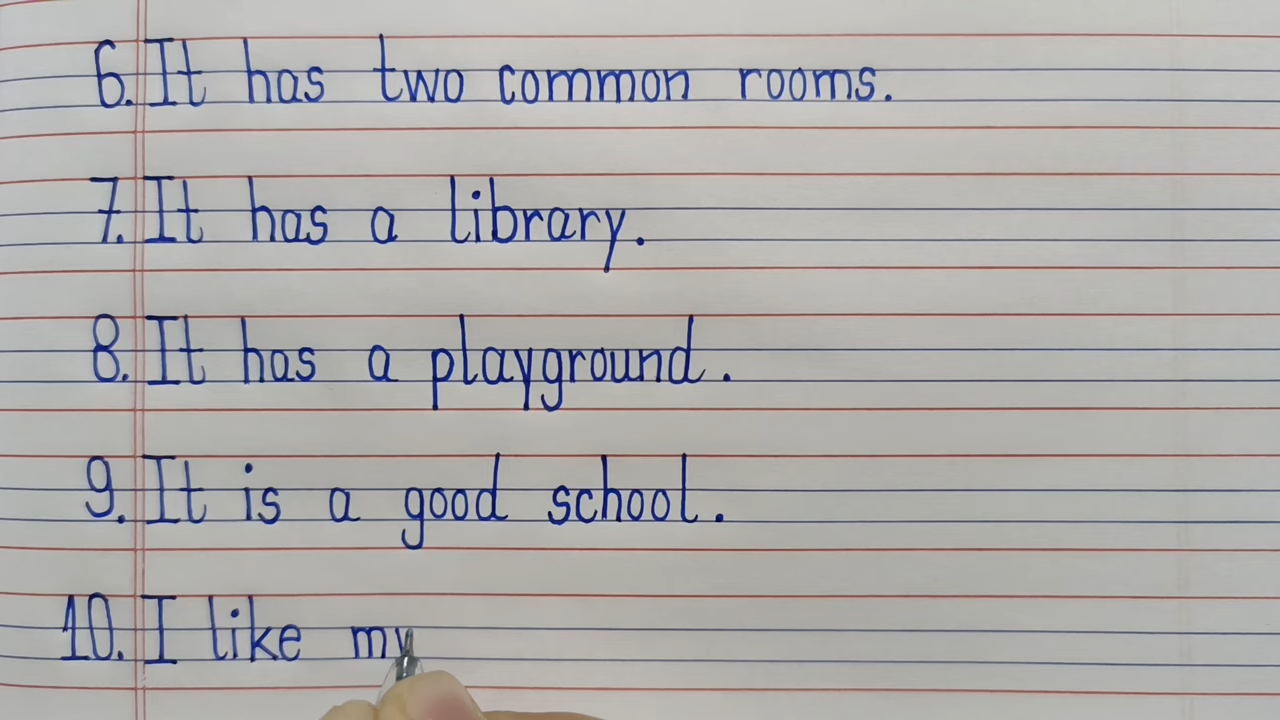 6. It has two common rooms.
7. It has a library.
8. It has a playground.
9. It is a good school.
10. I like my